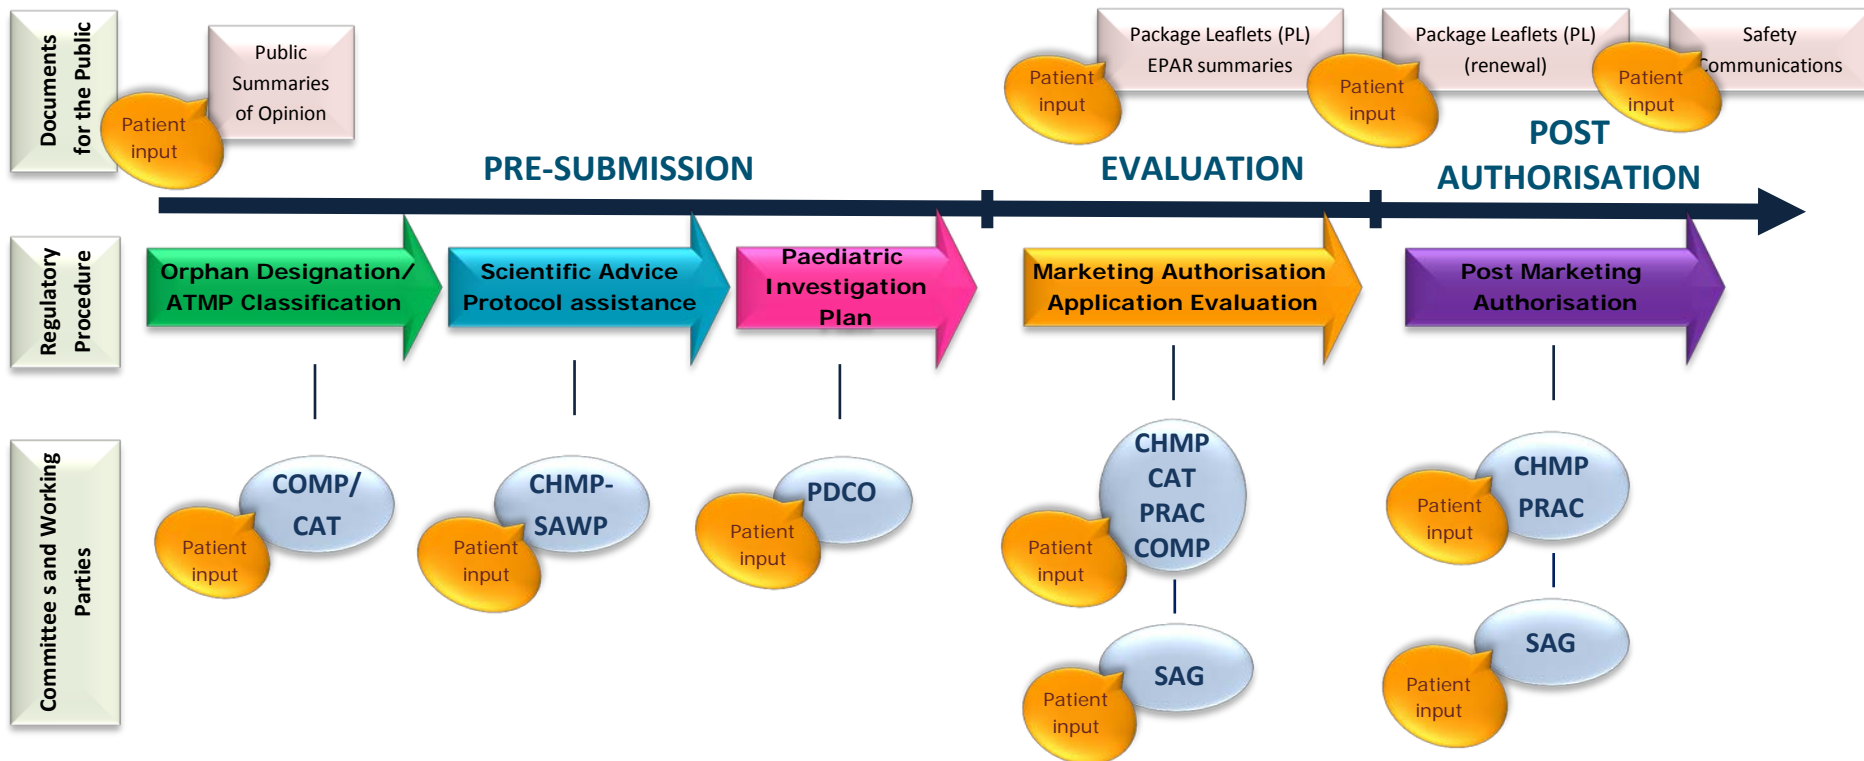 Documents
for the Public
Public
Summaries
of Opinion
Patient
input
Package Leaflets (PL)
EPAR summaries
Patient
input
Package Leaflets (PL)
(renewal)
Patient
input
Safety
Communications
Patient
input
PRE-SUBMISSION
EVALUATION
POST
AUTHORISATION
Regulatory
Procedure
Orphan Designation/
ATMP Classification
Scientific Advice
Protocol assistance
Paediatric
Investigation
Plan
Marketing Authorisation
Application Evaluation
Post Marketing
Authorisation
Committee s and Working
Parties
COMP/
CAT
Patient
input
CHMP-
SAWP
Patient
input
PDCO
Patient
input
CHMP
CAT
PRAC
COMP
Patient
input
SAG
Patient
input
CHMP
PRAC
Patient
input
SAG
Patient
input